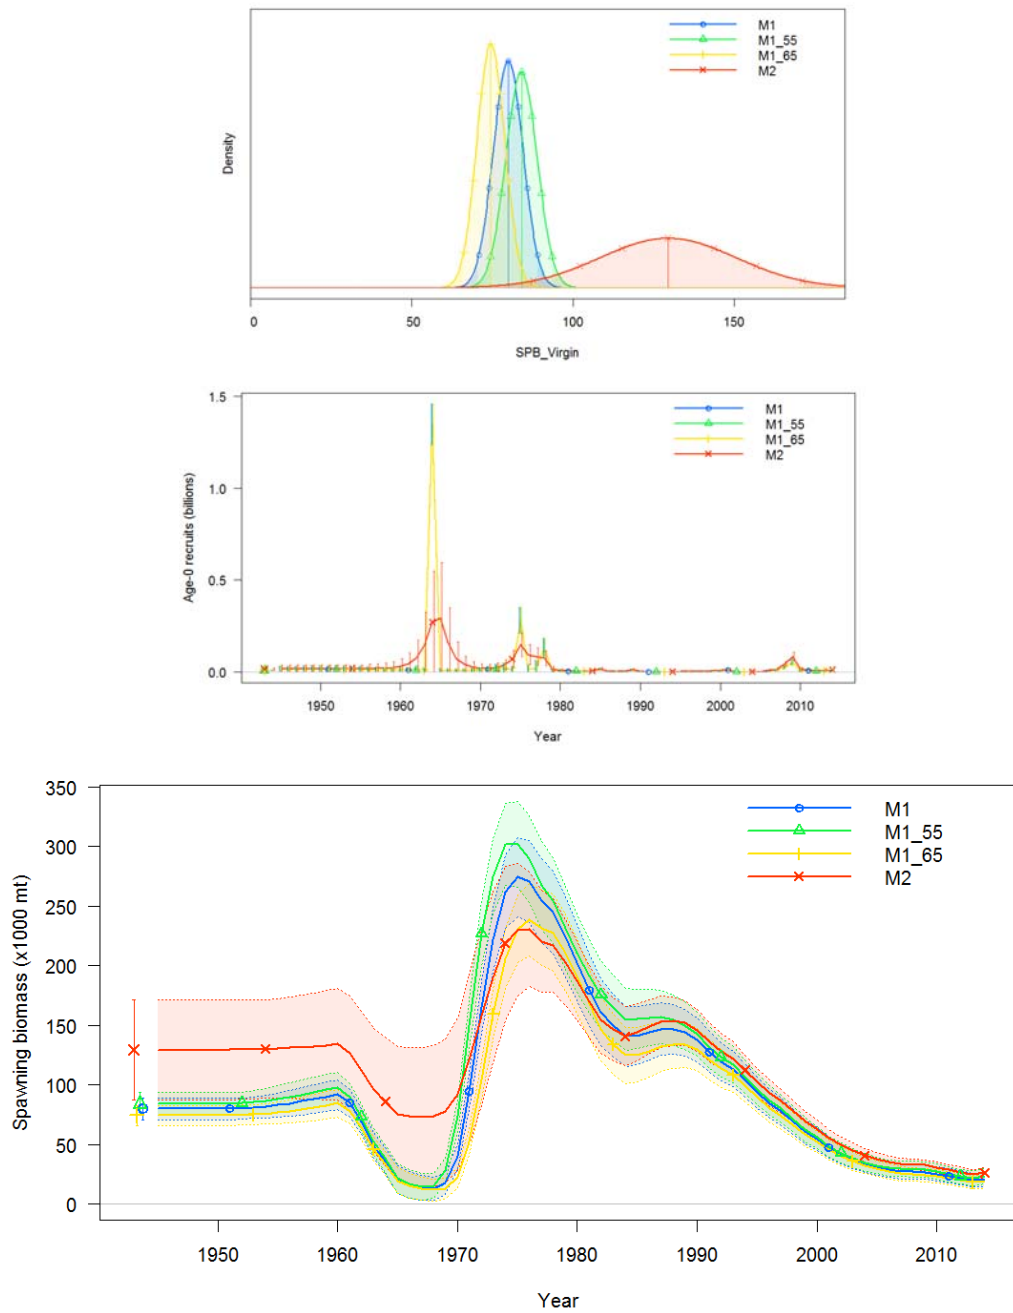 M1
M1_55
M1_65
M2
Density
0 50 100 150
SPB_Virgin
1.5
1.0
0.5
0.0
M1
M1_55
M1_65
M2
Age-0 recruits (billions)
1950 1960 1970 1980 1990 2000 2010
Year
350
300
250
200
150
100
50
0
M1
M1_55
M1_65
M2
Spawning biomass (x1000 mt)
1950 1960 1970 1980 1990 2000 2010
Year